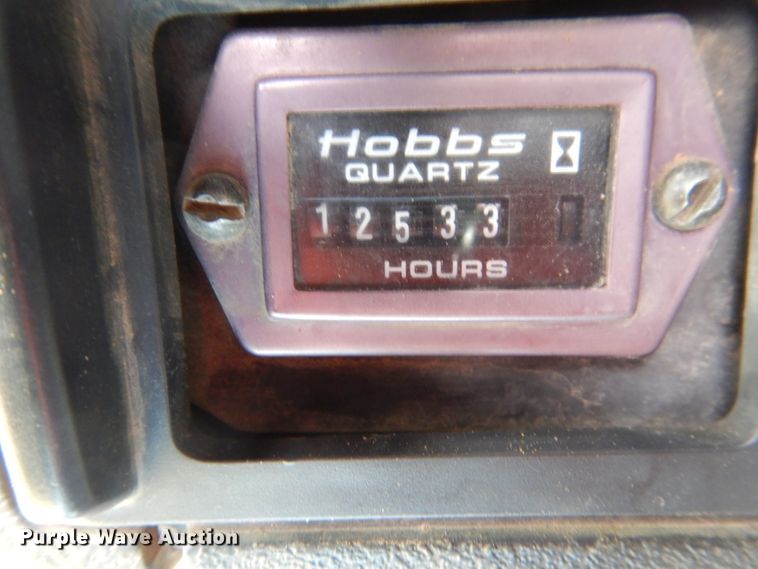 Hobbs
QUARTZ
12533
HOURS
Purple Wave Auction